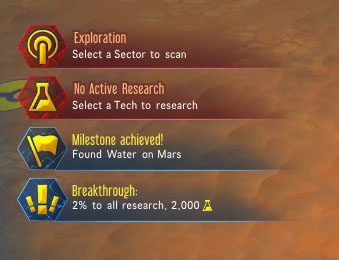 Exploration
Select a Sector to scan
No Active Research
Select a Tech to research
Milestone achieved!
Found Water on Mars
Breakthrough:
2% to all research, 2,000